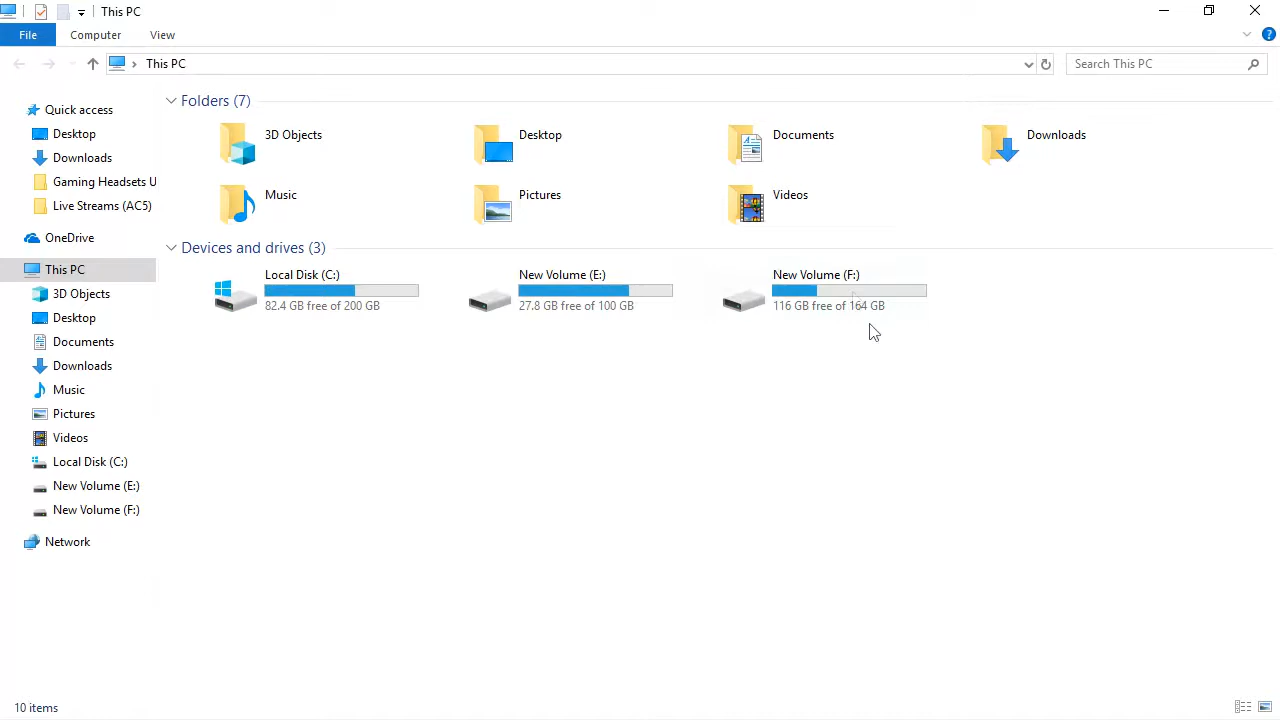 This PC
File
Computer
View
This PC
Search This PC
Quick access
Desktop
Downloads
Gaming Headsets U
Live Streams (AC5)
OneDrive
This PC
3D Objects
Desktop
Documents
Downloads
Music
Pictures
Videos
Local Disk (C:)
New Volume (E:)
New Volume (F:)
Network
Folders (7)
3D Objects
Desktop
Documents
Downloads
Music
Pictures
Videos
Devices and drives (3)
Local Disk (C:)
82.4 GB free of 200 GB
New Volume (E:)
27.8 GB free of 100 GB
New Volume (F:)
116 GB free of 164 GB
10 items